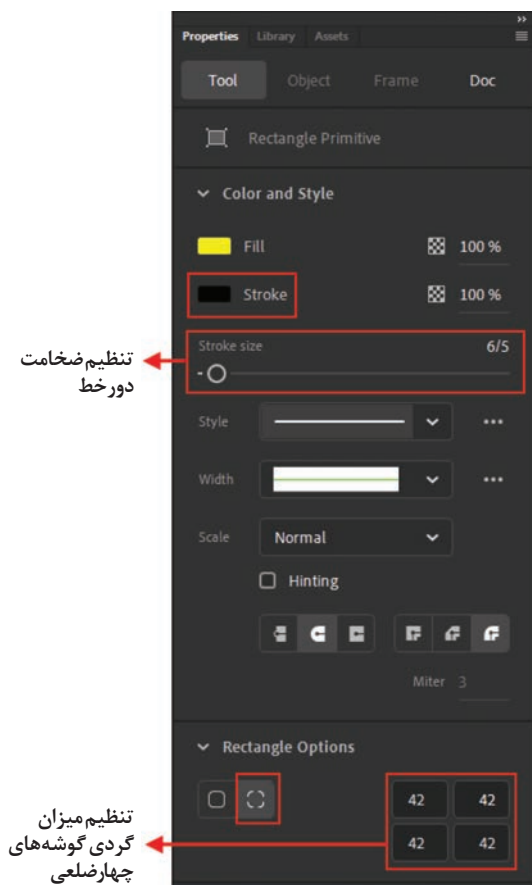 Properties Library Assets
Tool Object Frame Doc
Rectangle Primitive
Color and Style
Fill 100 %
Stroke 100 %
Stroke size 6/5
تنظیم ضخامت
دور خط
Style
Width
Scale Normal
Hinting
Miter 3
Rectangle Options
42 42
42 42
تنظیم میزان
گردی گوشه‌های
چهارضلعی